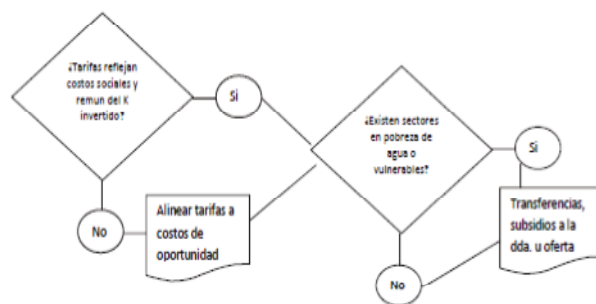 ¿Tarifas reflejan
costos sociales y
remun del K
invertido?
Sí
No
Alinear tarifas a
costos de
oportunidad
¿Existen sectores
en pobreza de
agua o
vulnerables?
Si
No
Transferencias,
subsidios a la
dda. u oferta